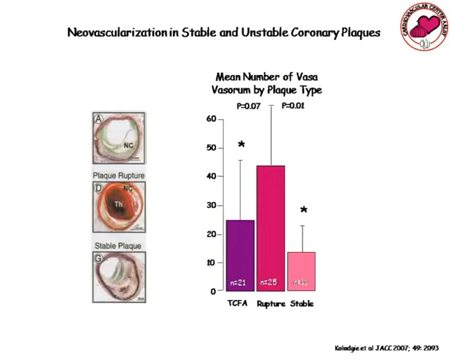 Neovascularization in Stable and Unstable Coronary Plaques
Mean Number of Vasa
Vasorum by Plaque Type
P=0.07 P=0.01
60
50
40
30
20
10
0
* *
n=21 n=25
TCFA Rupture Stable
A
NC
Plaque Rupture
D
NC
Th
Stable Plaque
G
Kolodgie et al JACC 2007; 49: 2093